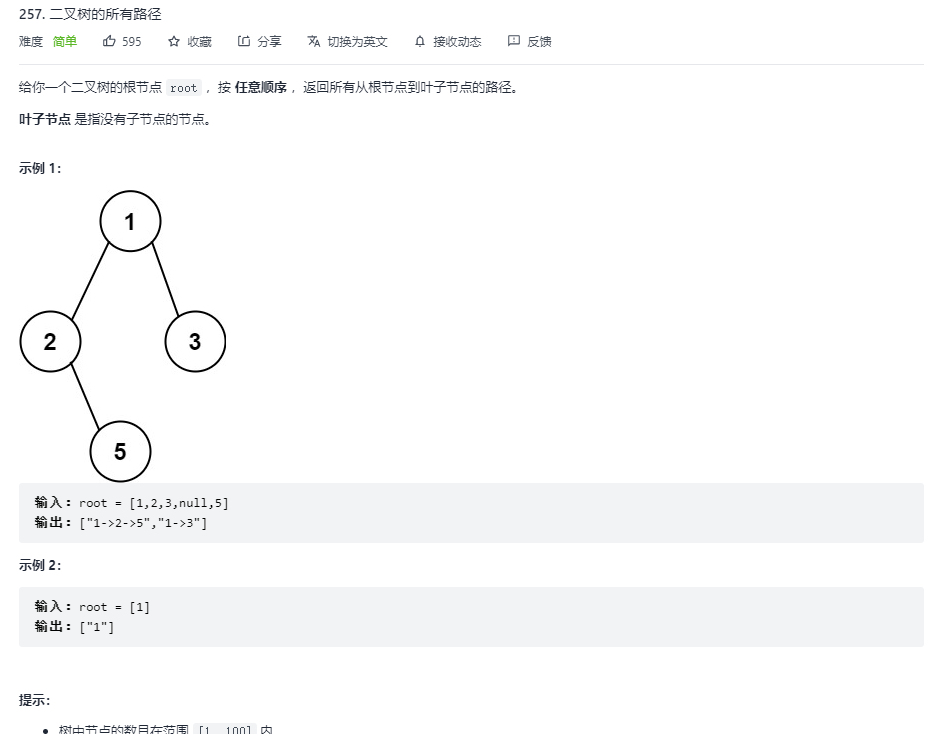 257. 二叉树的所有路径
难度 简单 595 收藏 分享 切换为英文 接收动态 反馈
给你一个二叉树的根节点 root ，按 任意顺序 ，返回所有从根节点到叶子节点的路径。
叶子节点 是指没有子节点的节点。
示例 1：
1
2
3
5
输入：root = [1,2,3,null,5]
输出：["1->2->5","1->3"]
示例 2：
输入：root = [1]
输出：["1"]
提示：
树中节点的数目在范围 [1, 100] 内